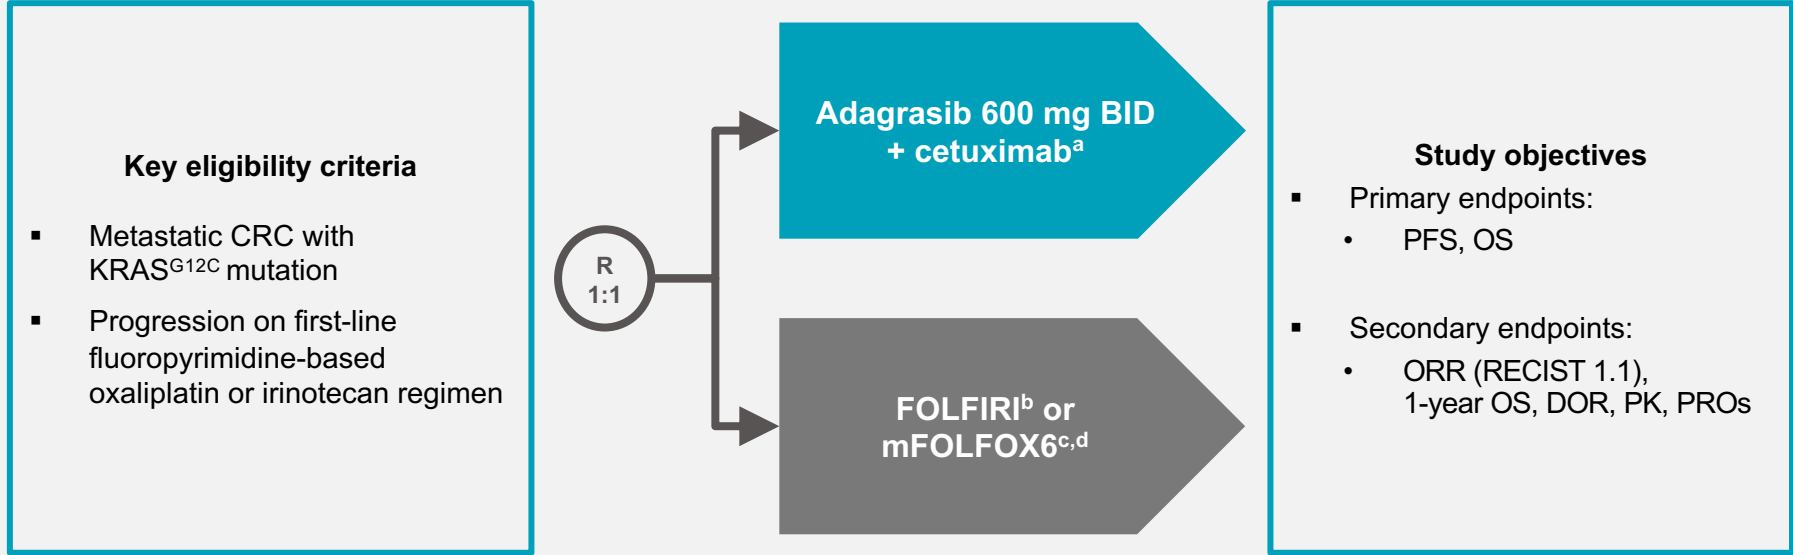 Key eligibility criteria
▪ Metastatic CRC with
KRASG12C mutation
▪ Progression on first-line
fluoropyrimidine-based
oxaliplatin or irinotecan regimen
R
1:1
Adagrasib 600 mg BID
+ cetuximabᵃ
FOLFIRIᵇ or
mFOLFOX6ᶜ,ᵈ
Study objectives
▪ Primary endpoints:
• PFS, OS
▪ Secondary endpoints:
• ORR (RECIST 1.1),
1-year OS, DOR, PK, PROs